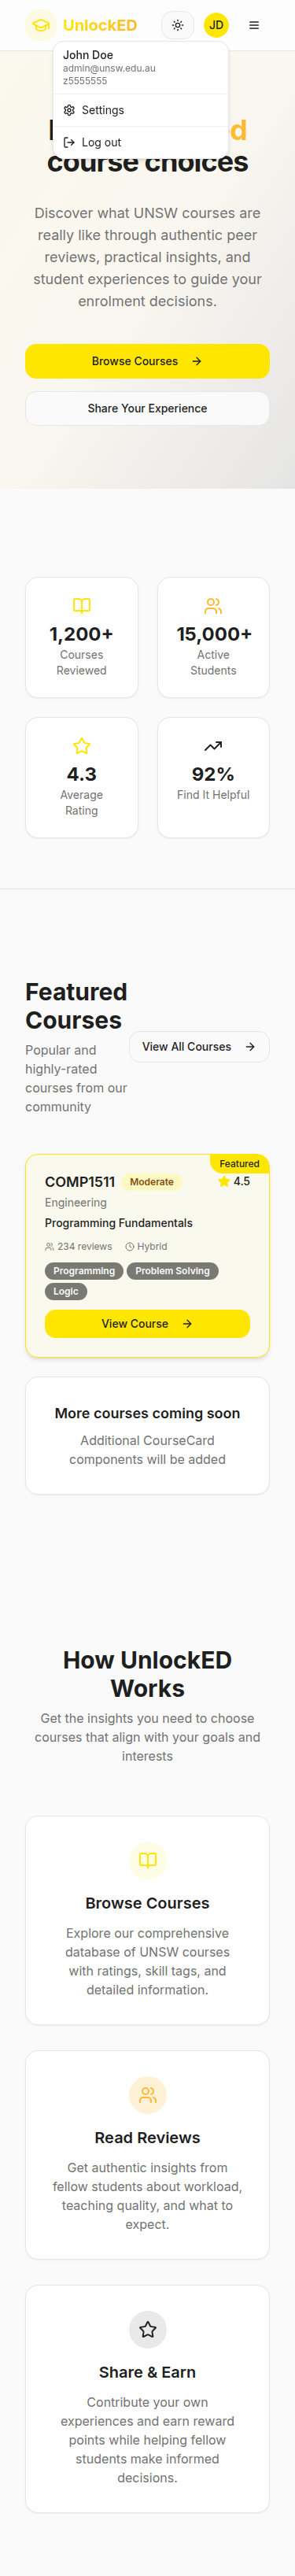 UnlockED
JD
John Doe
admin@unsw.edu.au
z5555555
Settings
Log out
course choices
Discover what UNSW courses are
really like through authentic peer
reviews, practical insights, and
student experiences to guide your
enrolment decisions.
Browse Courses
Share Your Experience
1,200+
Courses
Reviewed
15,000+
Active
Students
4.3
Average
Rating
92%
Find It Helpful
Featured
Courses
Popular and
highly-rated
courses from our
community
View All Courses
Featured
COMP1511
Moderate
4.5
Engineering
Programming Fundamentals
234 reviews
Hybrid
Programming
Problem Solving
Logic
View Course
More courses coming soon
Additional CourseCard
components will be added
How UnlockED
Works
Get the insights you need to choose
courses that align with your goals and
interests
Browse Courses
Explore our comprehensive
database of UNSW courses
with ratings, skill tags, and
detailed information.
Read Reviews
Get authentic insights from
fellow students about workload,
teaching quality, and what to
expect.
Share & Earn
Contribute your own
experiences and earn reward
points while helping fellow
students make informed
decisions.